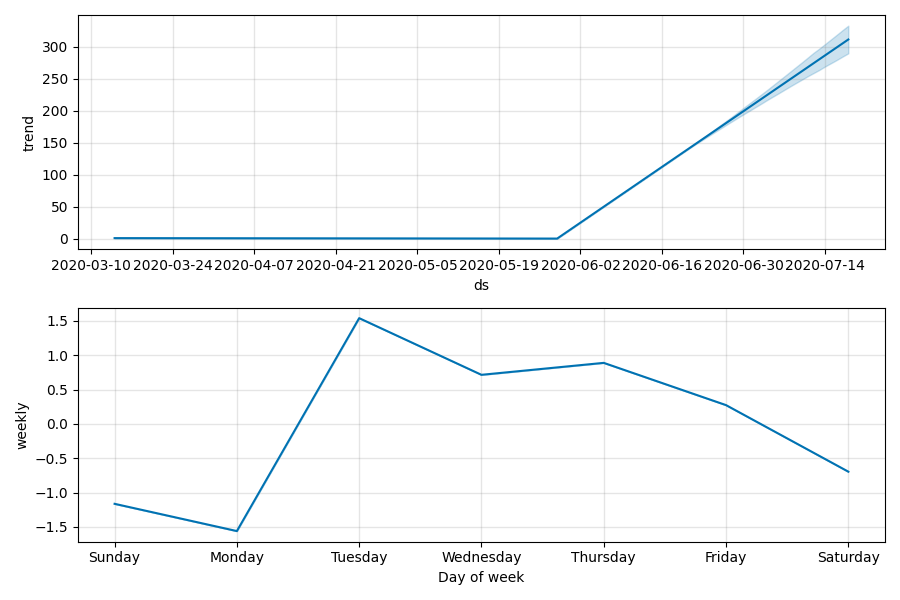 300
250
200
150
100
50
0
trend
2020-03-10 2020-03-24 2020-04-07 2020-04-21 2020-05-05 2020-05-19 2020-06-02 2020-06-16 2020-06-30 2020-07-14
ds
1.5
1.0
0.5
0.0
−0.5
−1.0
−1.5
weekly
Sunday Monday Tuesday Wednesday Thursday Friday Saturday
Day of week